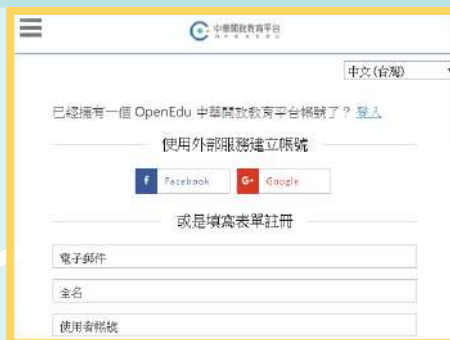 中華開放教育平台
OPENEDU
中文(台灣)
已經擁有一個 OpenEdu 中華開放教育平台帳號了？ 登入
使用外部服務建立帳號
f Facebook G+ Google
或是填寫表單註冊
電子郵件
全名
使用者帳號